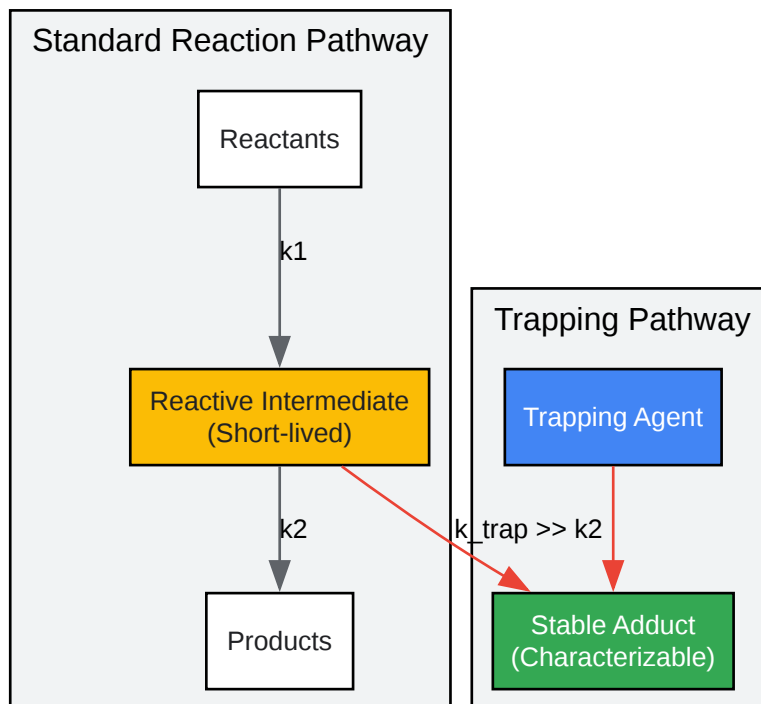 Standard Reaction Pathway
Reactants
k1
Reactive Intermediate
(Short-lived)
k2
Products
Trapping Pathway
Trapping Agent
k_trap >> k2
Stable Adduct
(Characterizable)